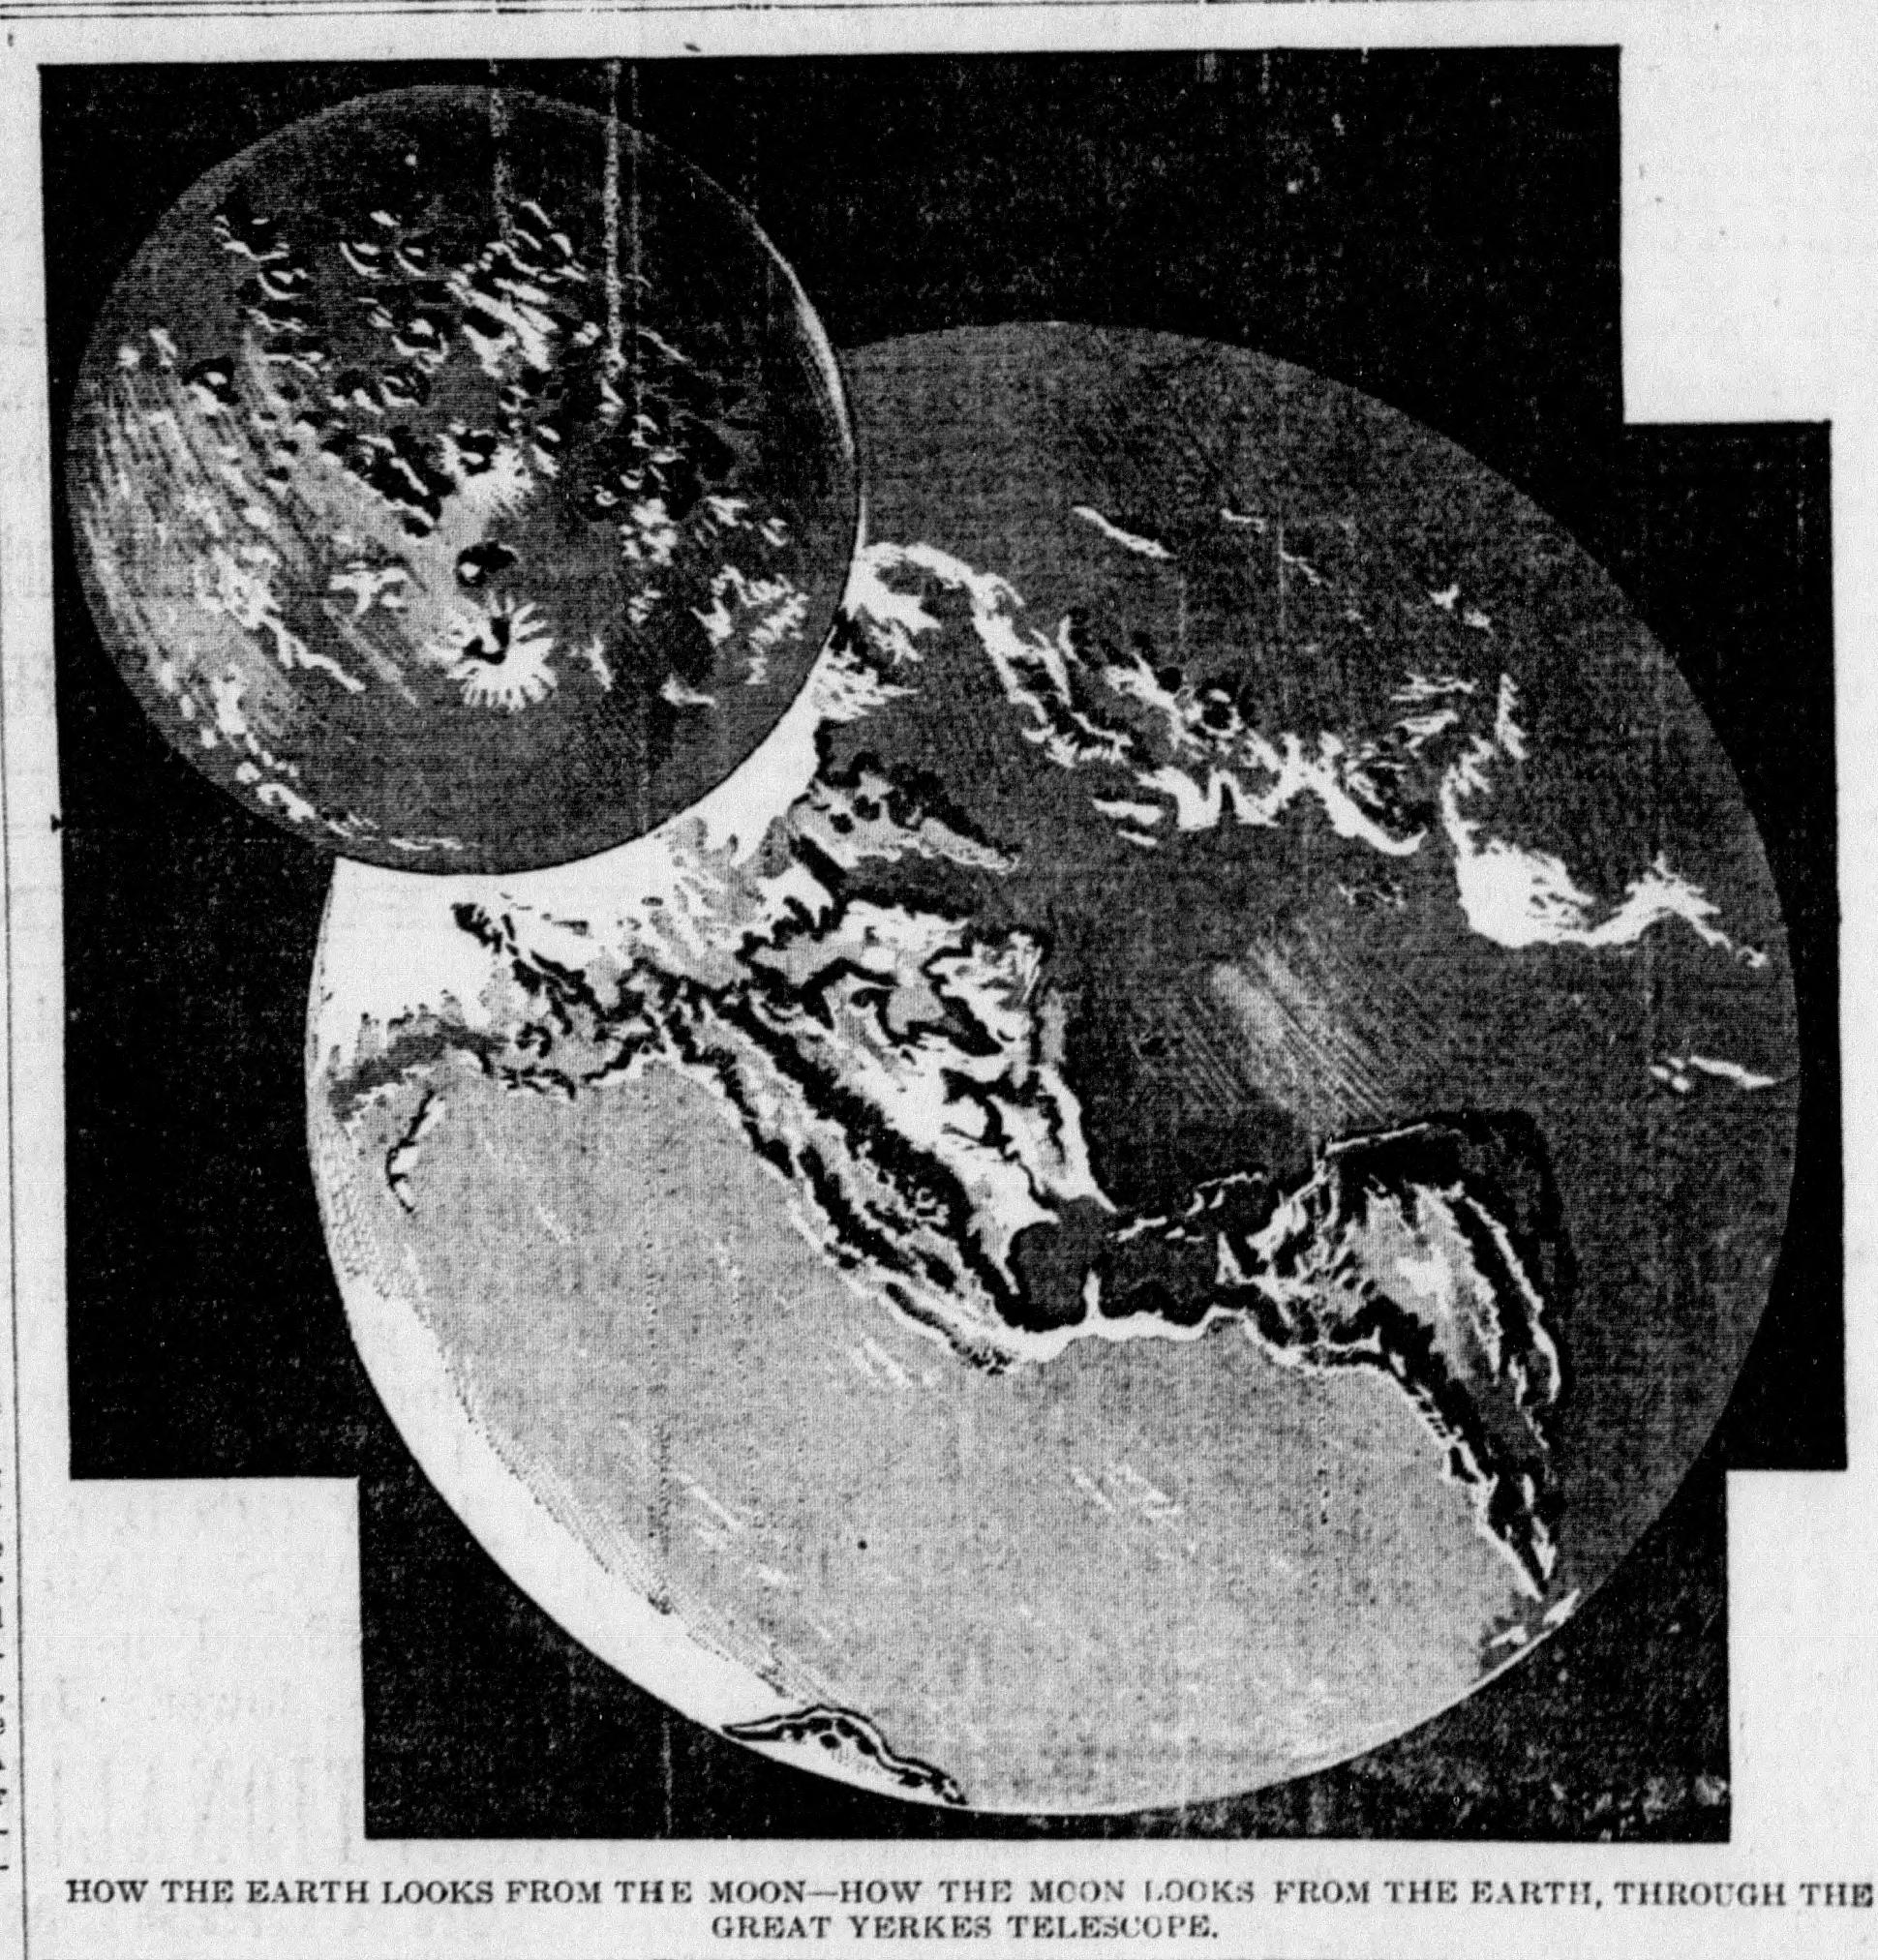 HOW THE EARTH LOOKS FROM THE MOON—HOW THE MOON LOOKS FROM THE EARTH, THROUGH THE
GREAT YERKES TELESCOPE.